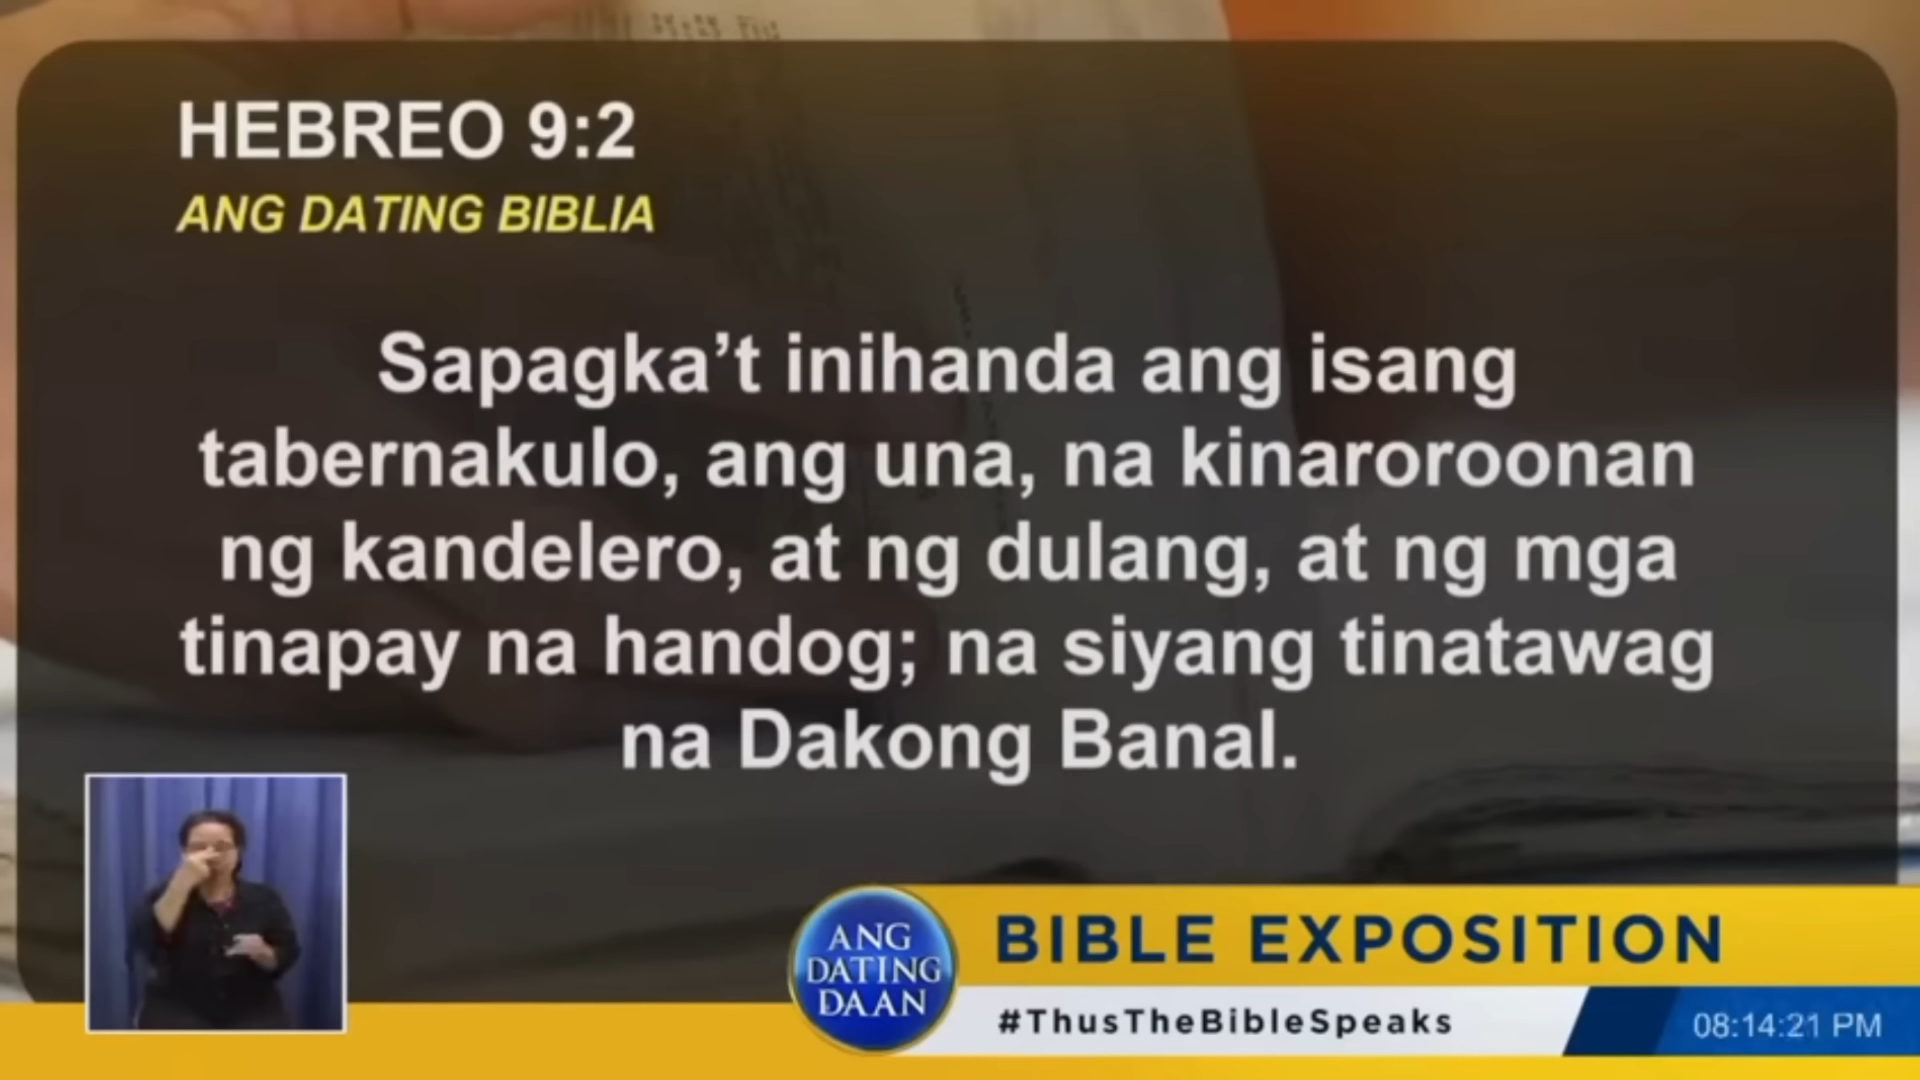 HEBREO 9:2
ANG DATING BIBLIA
Sapagka’t inihanda ang isang
tabernakulo, ang una, na kinaroroonan
ng kandelero, at ng dulang, at ng mga
tinapay na handog; na siyang tinatawag
na Dakong Banal.
ANG
DATING
DAAN
BIBLE EXPOSITION
#ThusTheBibleSpeaks
08:14:21 PM